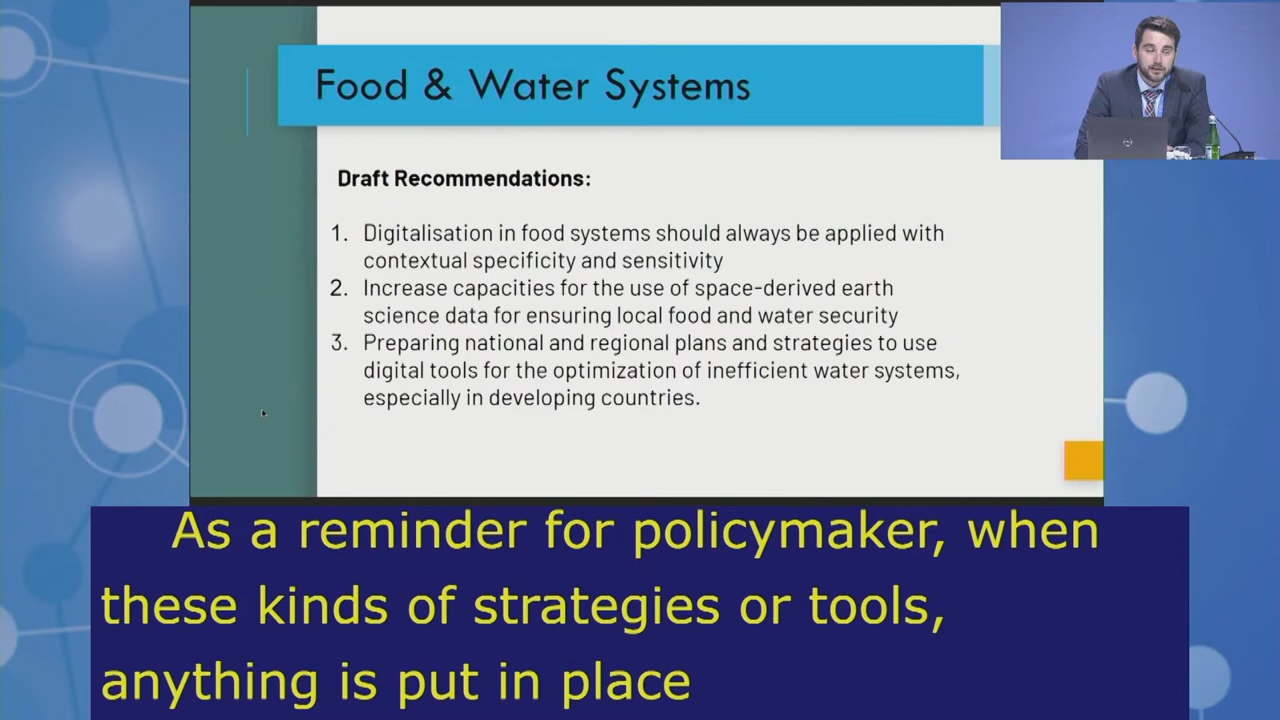 Food & Water Systems
Draft Recommendations:
1. Digitalisation in food systems should always be applied with
contextual specificity and sensitivity
2. Increase capacities for the use of space-derived earth
science data for ensuring local food and water security
3. Preparing national and regional plans and strategies to use
digital tools for the optimization of inefficient water systems,
especially in developing countries.
As a reminder for policymaker, when
these kinds of strategies or tools,
anything is put in place